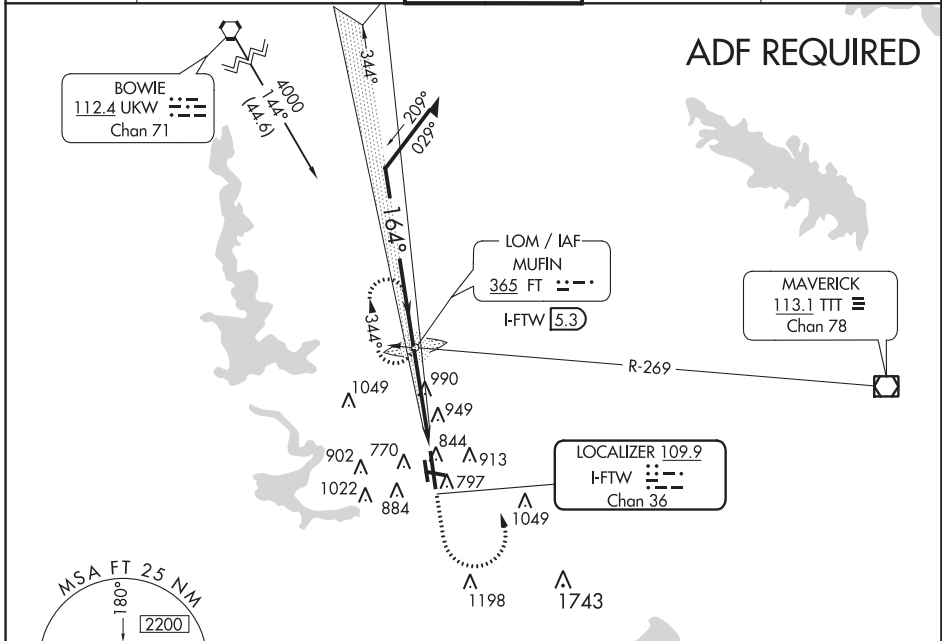 ADF REQUIRED
BOWIE
112.4 UKW
Chan 71
4000
144°
(44.6)
344°
209°
029°
164°
LOM / IAF
MUFIN
365 FT
I-FTW 5.3
MAVERICK
113.1 TTT
Chan 78
344°
R-269
1049
990
949
844
902
770
913
1022
884
797
LOCALIZER 109.9
I-FTW
Chan 36
1049
1198
1743
MSA FT 25 NM
180°
2200